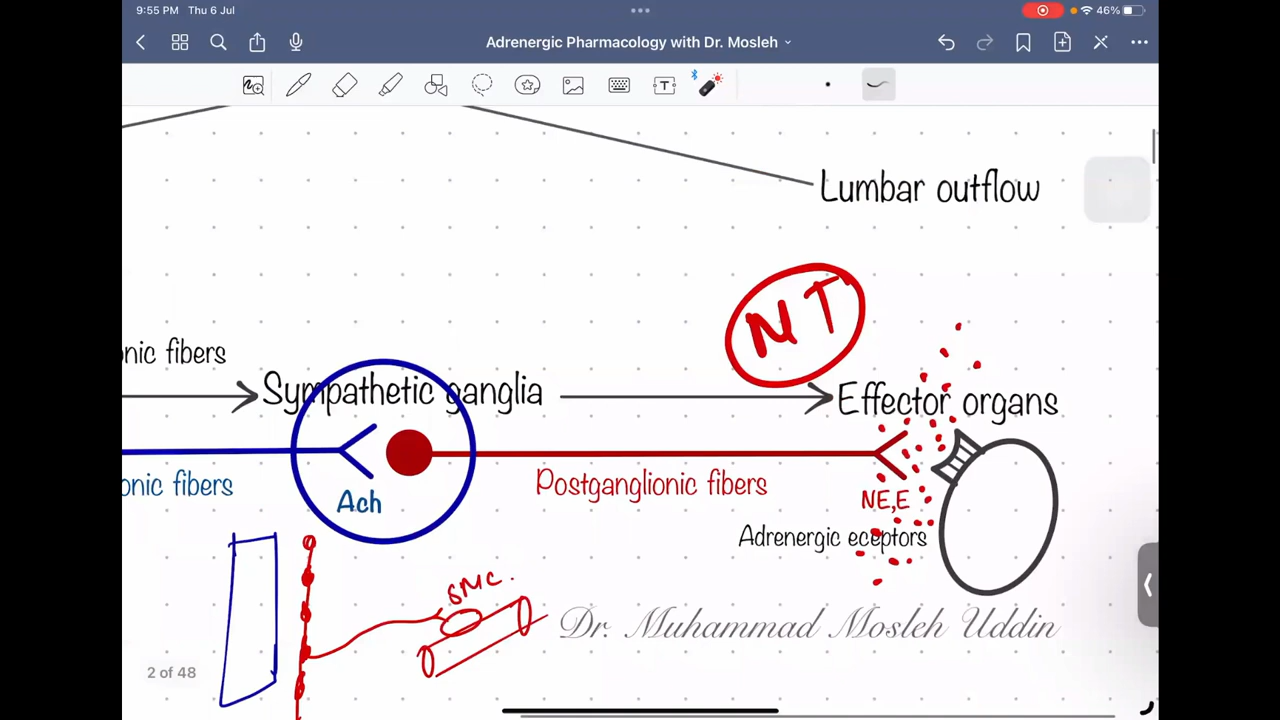 9:55 PM Thu 6 Jul
46%
Adrenergic Pharmacology with Dr. Mosleh
T
Lumbar outflow
NT
onic fibers
Sympathetic ganglia
Effector organs
onic fibers
Ach
Postganglionic fibers
NE,E
Adrenergic eceptors
SMC.
Dr. Muhammad Mosleh Uddin
2 of 48